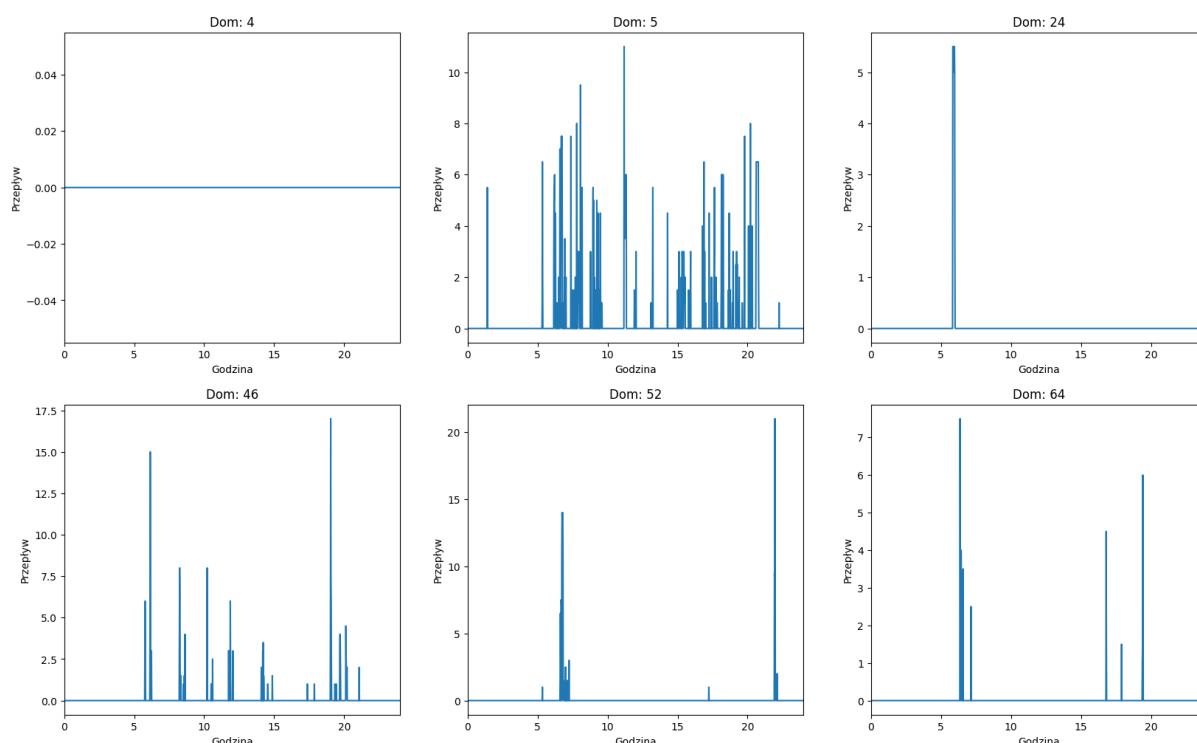 Dom: 4
Dom: 5
Dom: 24
0.04
0.02
0.00
−0.02
−0.04
Przepływ
0 5 10 15 20
Godzina
10
8
6
4
2
0
Przepływ
0 5 10 15 20
Godzina
5
4
3
2
1
0
Przepływ
0 5 10 15 20
Godzina
Dom: 46
Dom: 52
Dom: 64
17.5
15.0
12.5
10.0
7.5
5.0
2.5
0.0
Przepływ
0 5 10 15 20
Godzina
20
15
10
5
0
Przepływ
0 5 10 15 20
Godzina
7
6
5
4
3
2
1
0
Przepływ
0 5 10 15 20
Godzina